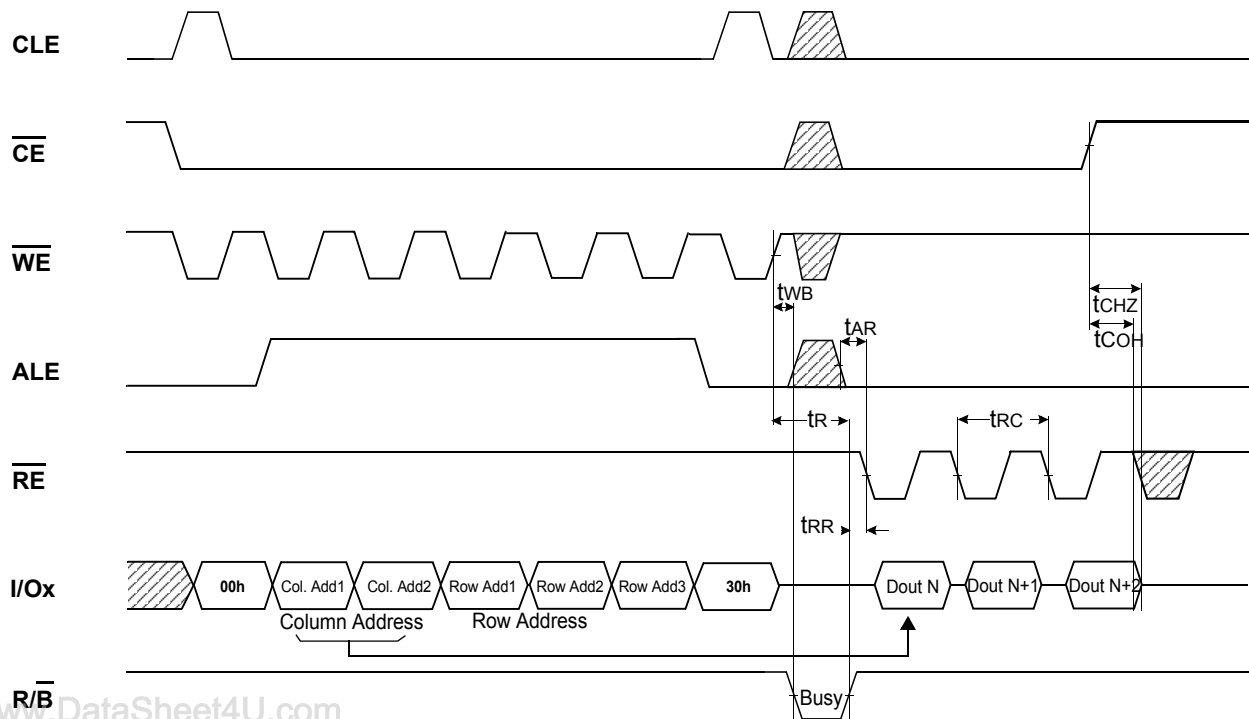 CLE
CE
WE
tWB
tCHZ
tAR
tCOH
ALE
tR
tRC
RE
tRR
I/Ox
00h
Col. Add1
Col. Add2
Row Add1
Row Add2
Row Add3
30h
Dout N
Dout N+1
Dout N+2
Column Address
Row Address
R/B
Busy
www.DataSheet4U.com